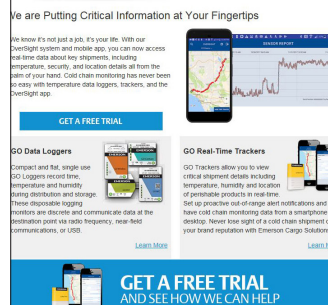 We are Putting Critical Information at Your Fingertips
We know it's not just a job, it's your life. With our
OverSight system and mobile app, you can now access
real-time data about key shipments, including
temperature, security, and location details all from the
palm of your hand. Cold chain monitoring has never been
so easy with temperature data loggers, trackers, and the
OverSight app.
SENSOR REPORT
GET A FREE TRIAL
GO Data Loggers
Compact and flat, single use
GO Loggers record time,
temperature and humidity
during distribution and storage.
These disposable logging
monitors are discrete and communicate data at the
destination point via radio frequency, near-field
communications, or USB.
Learn More
EMERSON
EMERSON
GO Real-Time Trackers
GO Trackers allow you to view
critical shipment details including
temperature, humidity and location
of perishable products in real-time.
Set up proactive out-of-range alert notifications and
have cold chain monitoring data from a smartphone
desktop. Never lose sight of a cold chain shipment
your brand reputation with Emerson Cargo Solutions
Learn
GET A FREE TRIAL
AND SEE HOW WE CAN HELP